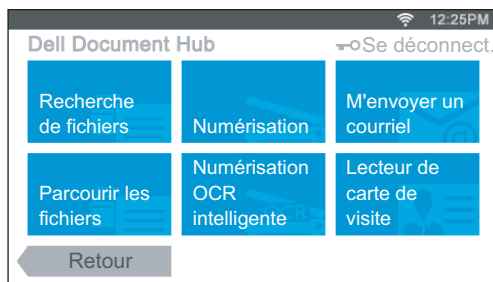 12:25PM
Dell Document Hub
Se déconnect.
Recherche
de fichiers
Numérisation
M'envoyer un
courriel
Parcourir les
fichiers
Numérisation
OCR
intelligente
Lecteur de
carte de
visite
OCR
Retour